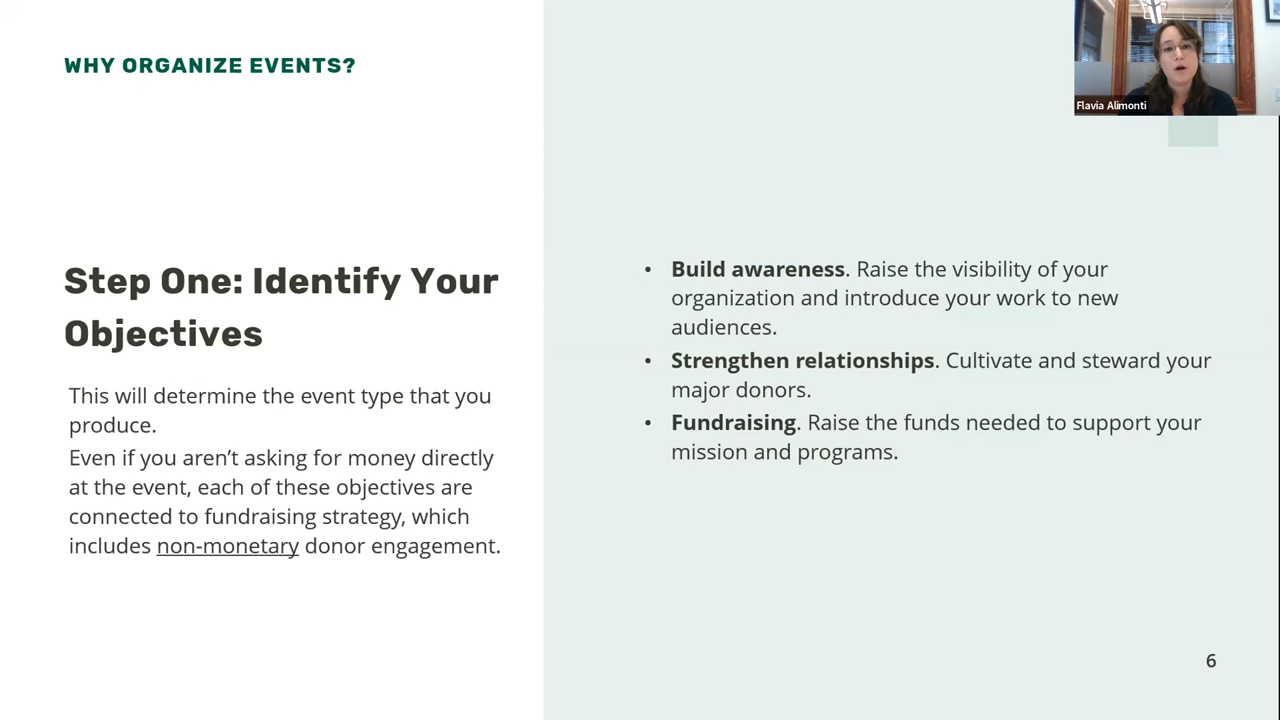 WHY ORGANIZE EVENTS?
Flavia Alimonti
Step One: Identify Your
Objectives
This will determine the event type that you
produce.
Even if you aren’t asking for money directly
at the event, each of these objectives are
connected to fundraising strategy, which
includes non-monetary donor engagement.
• Build awareness. Raise the visibility of your
organization and introduce your work to new
audiences.
• Strengthen relationships. Cultivate and steward your
major donors.
• Fundraising. Raise the funds needed to support your
mission and programs.
6